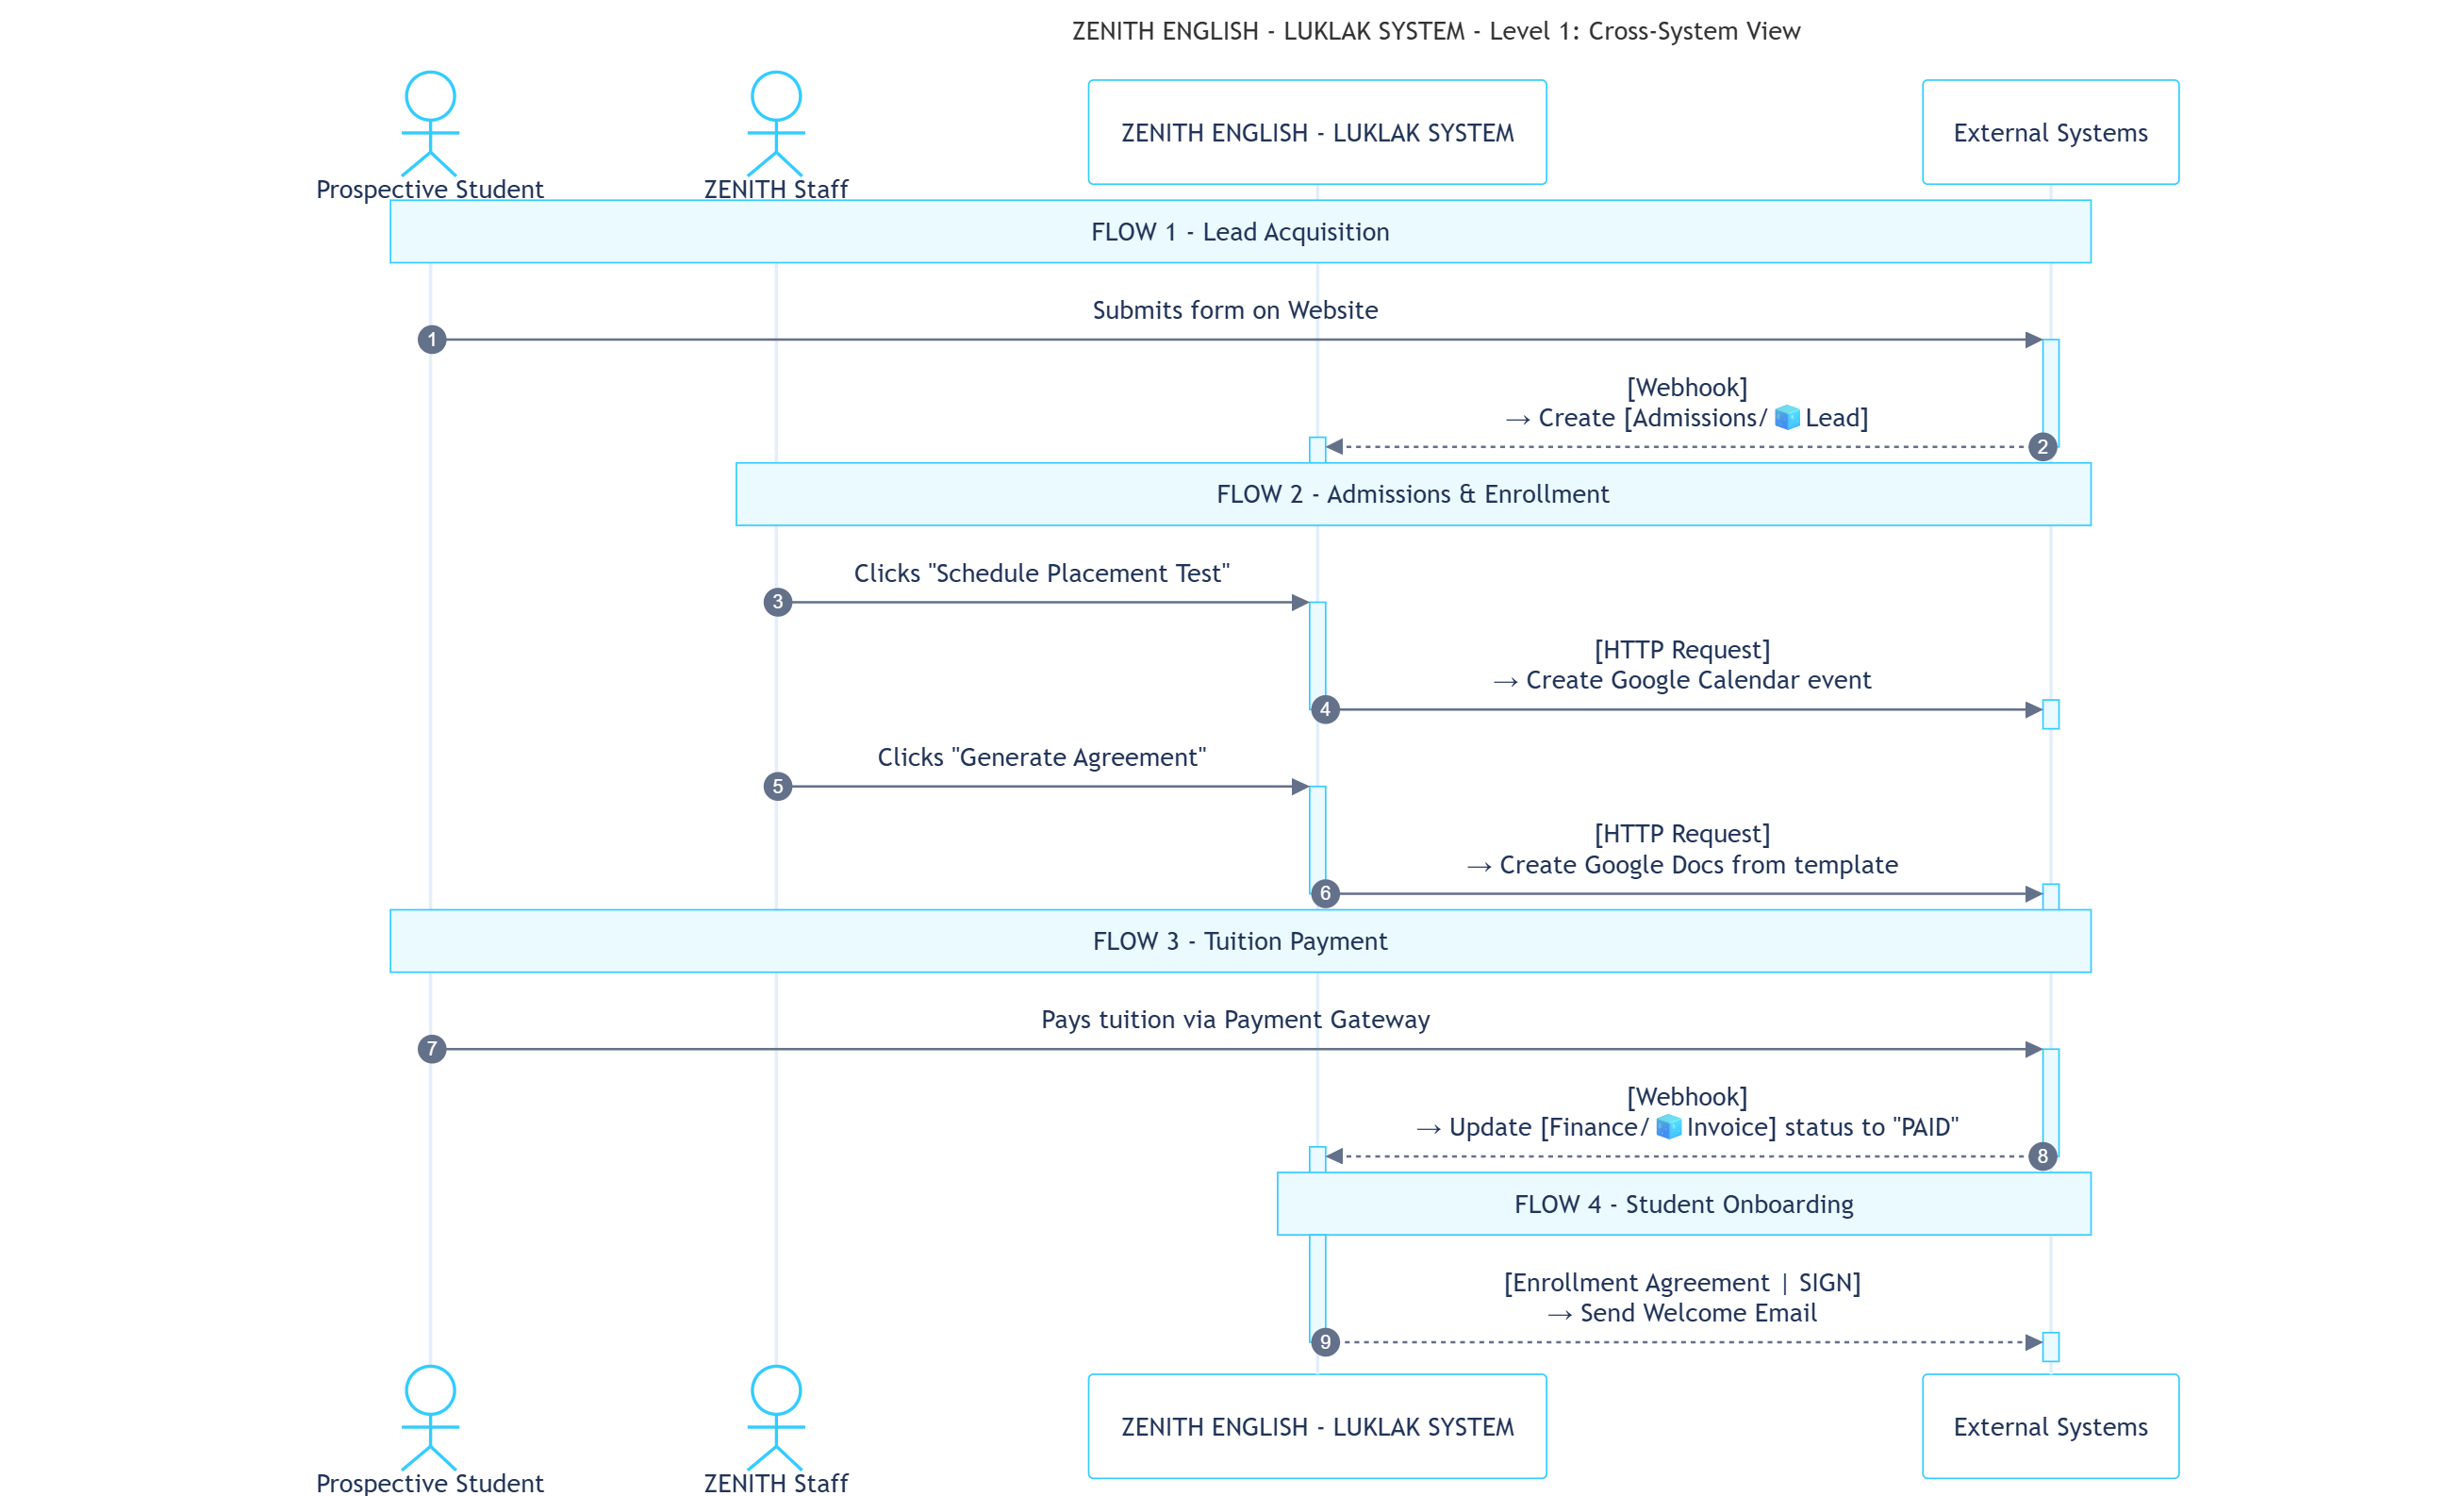 ZENITH ENGLISH - LUKLAK SYSTEM - Level 1: Cross-System View
Prospective Student
ZENITH Staff
ZENITH ENGLISH - LUKLAK SYSTEM
External Systems
FLOW 1 - Lead Acquisition
Submits form on Website
1
[Webhook]
→ Create [Admissions/🧊Lead]
2
FLOW 2 - Admissions & Enrollment
Clicks "Schedule Placement Test"
3
[HTTP Request]
→ Create Google Calendar event
4
Clicks "Generate Agreement"
5
[HTTP Request]
→ Create Google Docs from template
6
FLOW 3 - Tuition Payment
Pays tuition via Payment Gateway
7
[Webhook]
→ Update [Finance/🧊Invoice] status to "PAID"
8
FLOW 4 - Student Onboarding
[Enrollment Agreement | SIGN]
→ Send Welcome Email
9
Prospective Student
ZENITH Staff
ZENITH ENGLISH - LUKLAK SYSTEM
External Systems